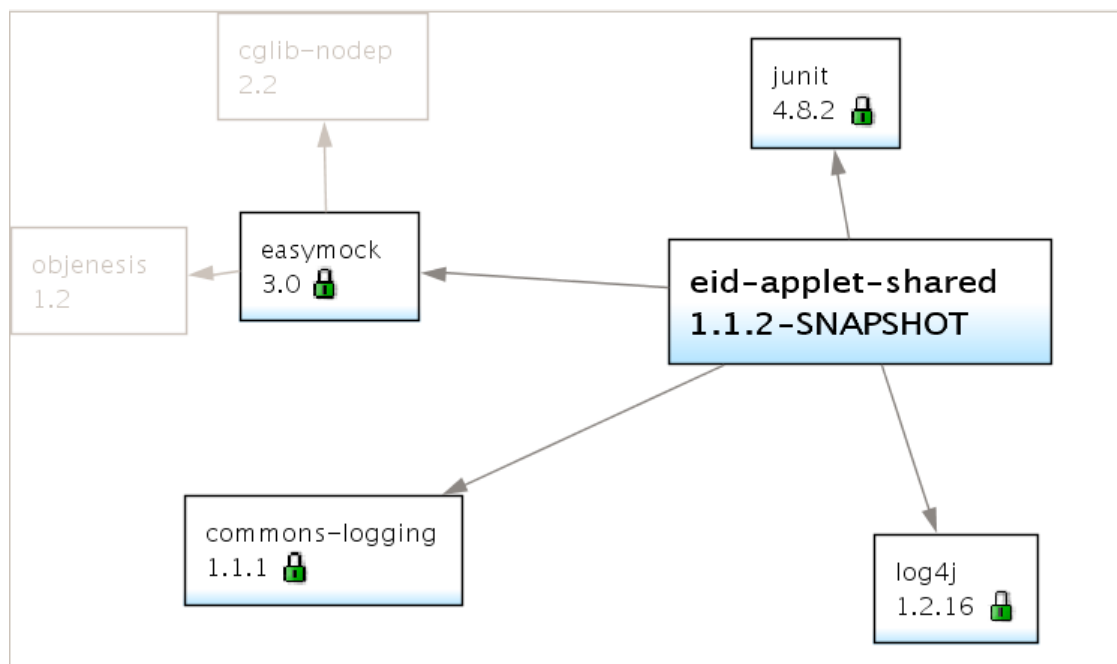 cglib-nodep
2.2
junit
4.8.2
easymock
3.0
objenesis
1.2
eid-applet-shared
1.1.2-SNAPSHOT
commons-logging
1.1.1
log4j
1.2.16